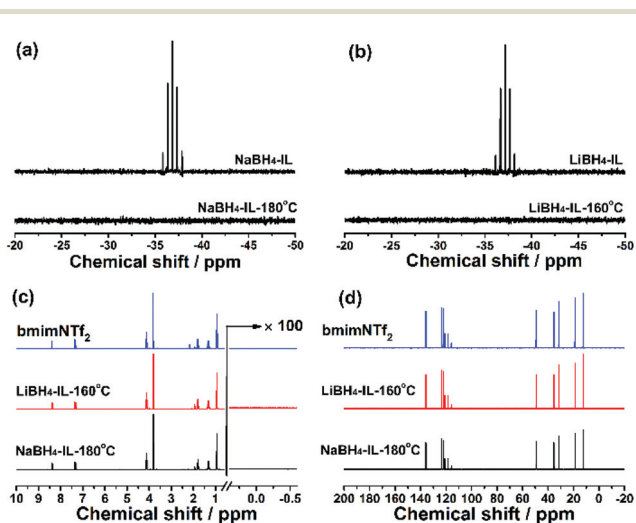 (a)
NaBH₄-IL
NaBH₄-IL-180°C
-20 -25 -30 -35 -40 -45 -50
Chemical shift / ppm
(b)
LiBH₄-IL
LiBH₄-IL-160°C
-20 -25 -30 -35 -40 -45 -50
Chemical shift / ppm
(c)
× 100
bmimNTf₂
LiBH₄-IL-160°C
NaBH₄-IL-180°C
10 9 8 7 6 5 4 3 2 1 0.0 -0.5
Chemical shift / ppm
(d)
bmimNTf₂
LiBH₄-IL-160°C
NaBH₄-IL-180°C
200 180 160 140 120 100 80 60 40 20 0 -20
Chemical shift / ppm